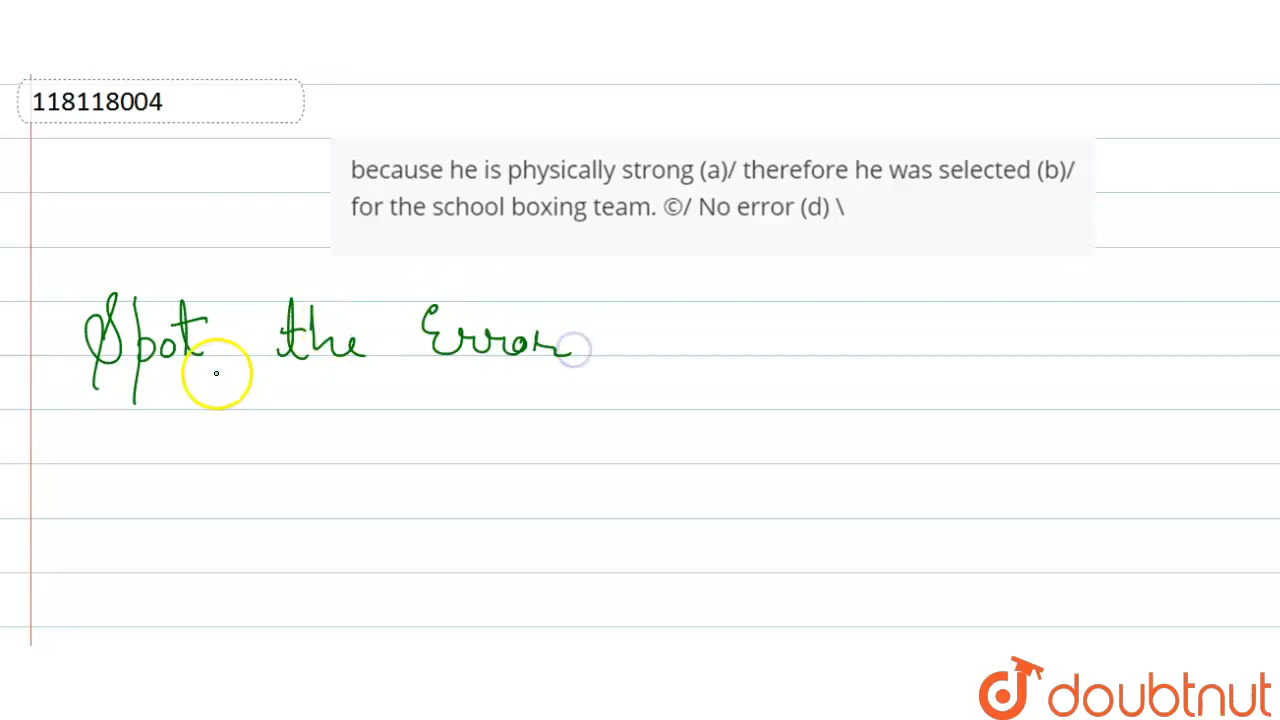 118118004
because he is physically strong (a)/ therefore he was selected (b)/
for the school boxing team. ©/ No error (d) \
Spot the Error
doubtnut